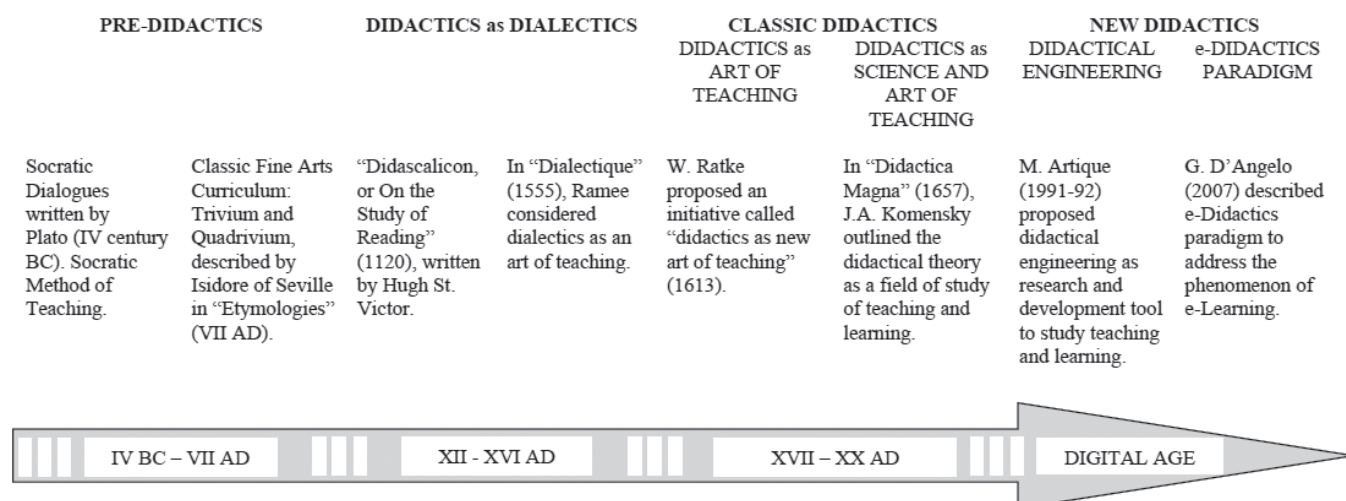 PRE-DIDACTICS
DIDACTICS as DIALECTICS
CLASSIC DIDACTICS
NEW DIDACTICS
DIDACTICS as
ART OF
TEACHING
DIDACTICS as
SCIENCE AND
ART OF
TEACHING
DIDACTICAL
ENGINEERING
e-DIDACTICS
PARADIGM
Socratic
Dialogues
written by
Plato (IV century
BC). Socratic
Method of
Teaching.
Classic Fine Arts
Curriculum:
Trivium and
Quadrivium,
described by
Isidore of Seville
in “Etymologies”
(VII AD).
“Didascalicon,
or On the
Study of
Reading”
(1120), written
by Hugh St.
Victor.
In “Dialectique”
(1555), Ramee
considered
dialectics as an
art of teaching.
W. Ratke
proposed an
initiative called
“didactics as new
art of teaching”
(1613).
In “Didactica
Magna” (1657),
J.A. Komensky
outlined the
didactical theory
as a field of study
of teaching and
learning.
M. Artique
(1991-92)
proposed
didactical
engineering as
research and
development tool
to study teaching
and learning.
G. D’Angelo
(2007) described
e-Didactics
paradigm to
address the
phenomenon of
e-Learning.
IV BC – VII AD
XII - XVI AD
XVII – XX AD
DIGITAL AGE